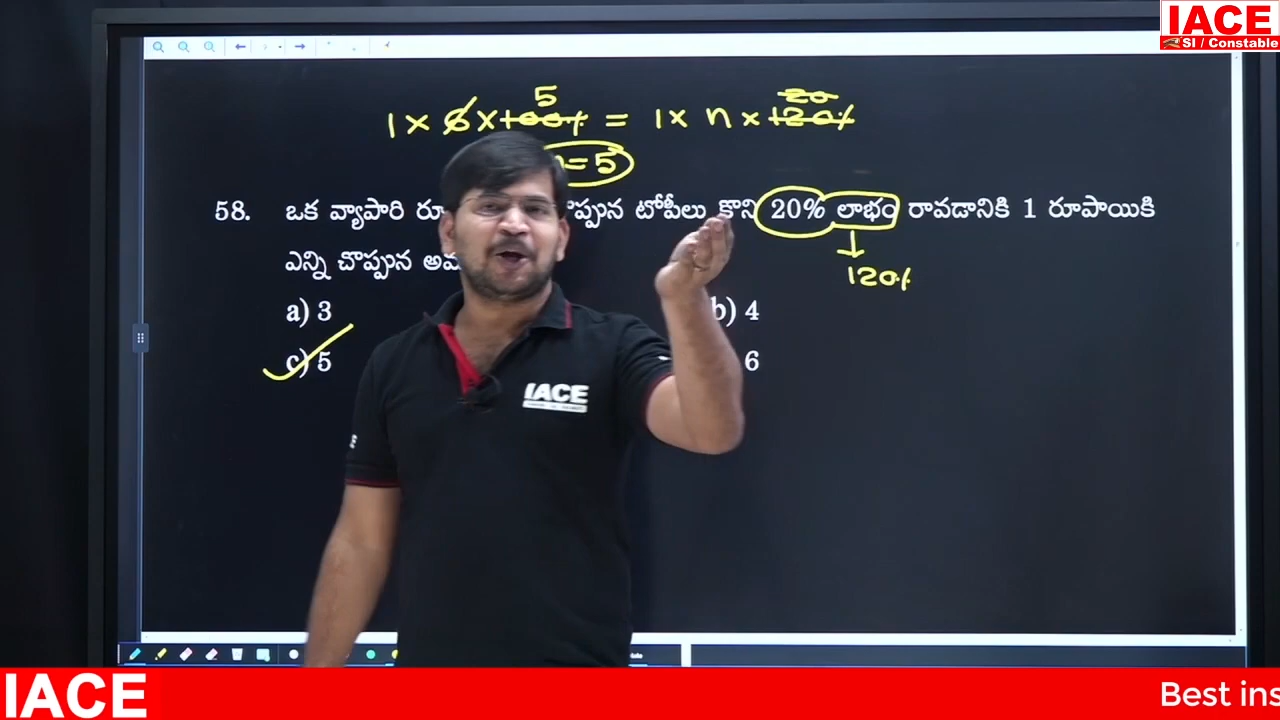 IACE
SI / Constable
5 20
1 × 6 × 100% = 1 × n × 120%
= 5
58. ఒక వ్యాపారి టోపీలు కొని 20% లాభం రావడానికి 1 రూపాయికి
120%
ఎన్ని చొప్పున
a) 3 b) 4
c) 5 6
IACE
IACE
Best ins